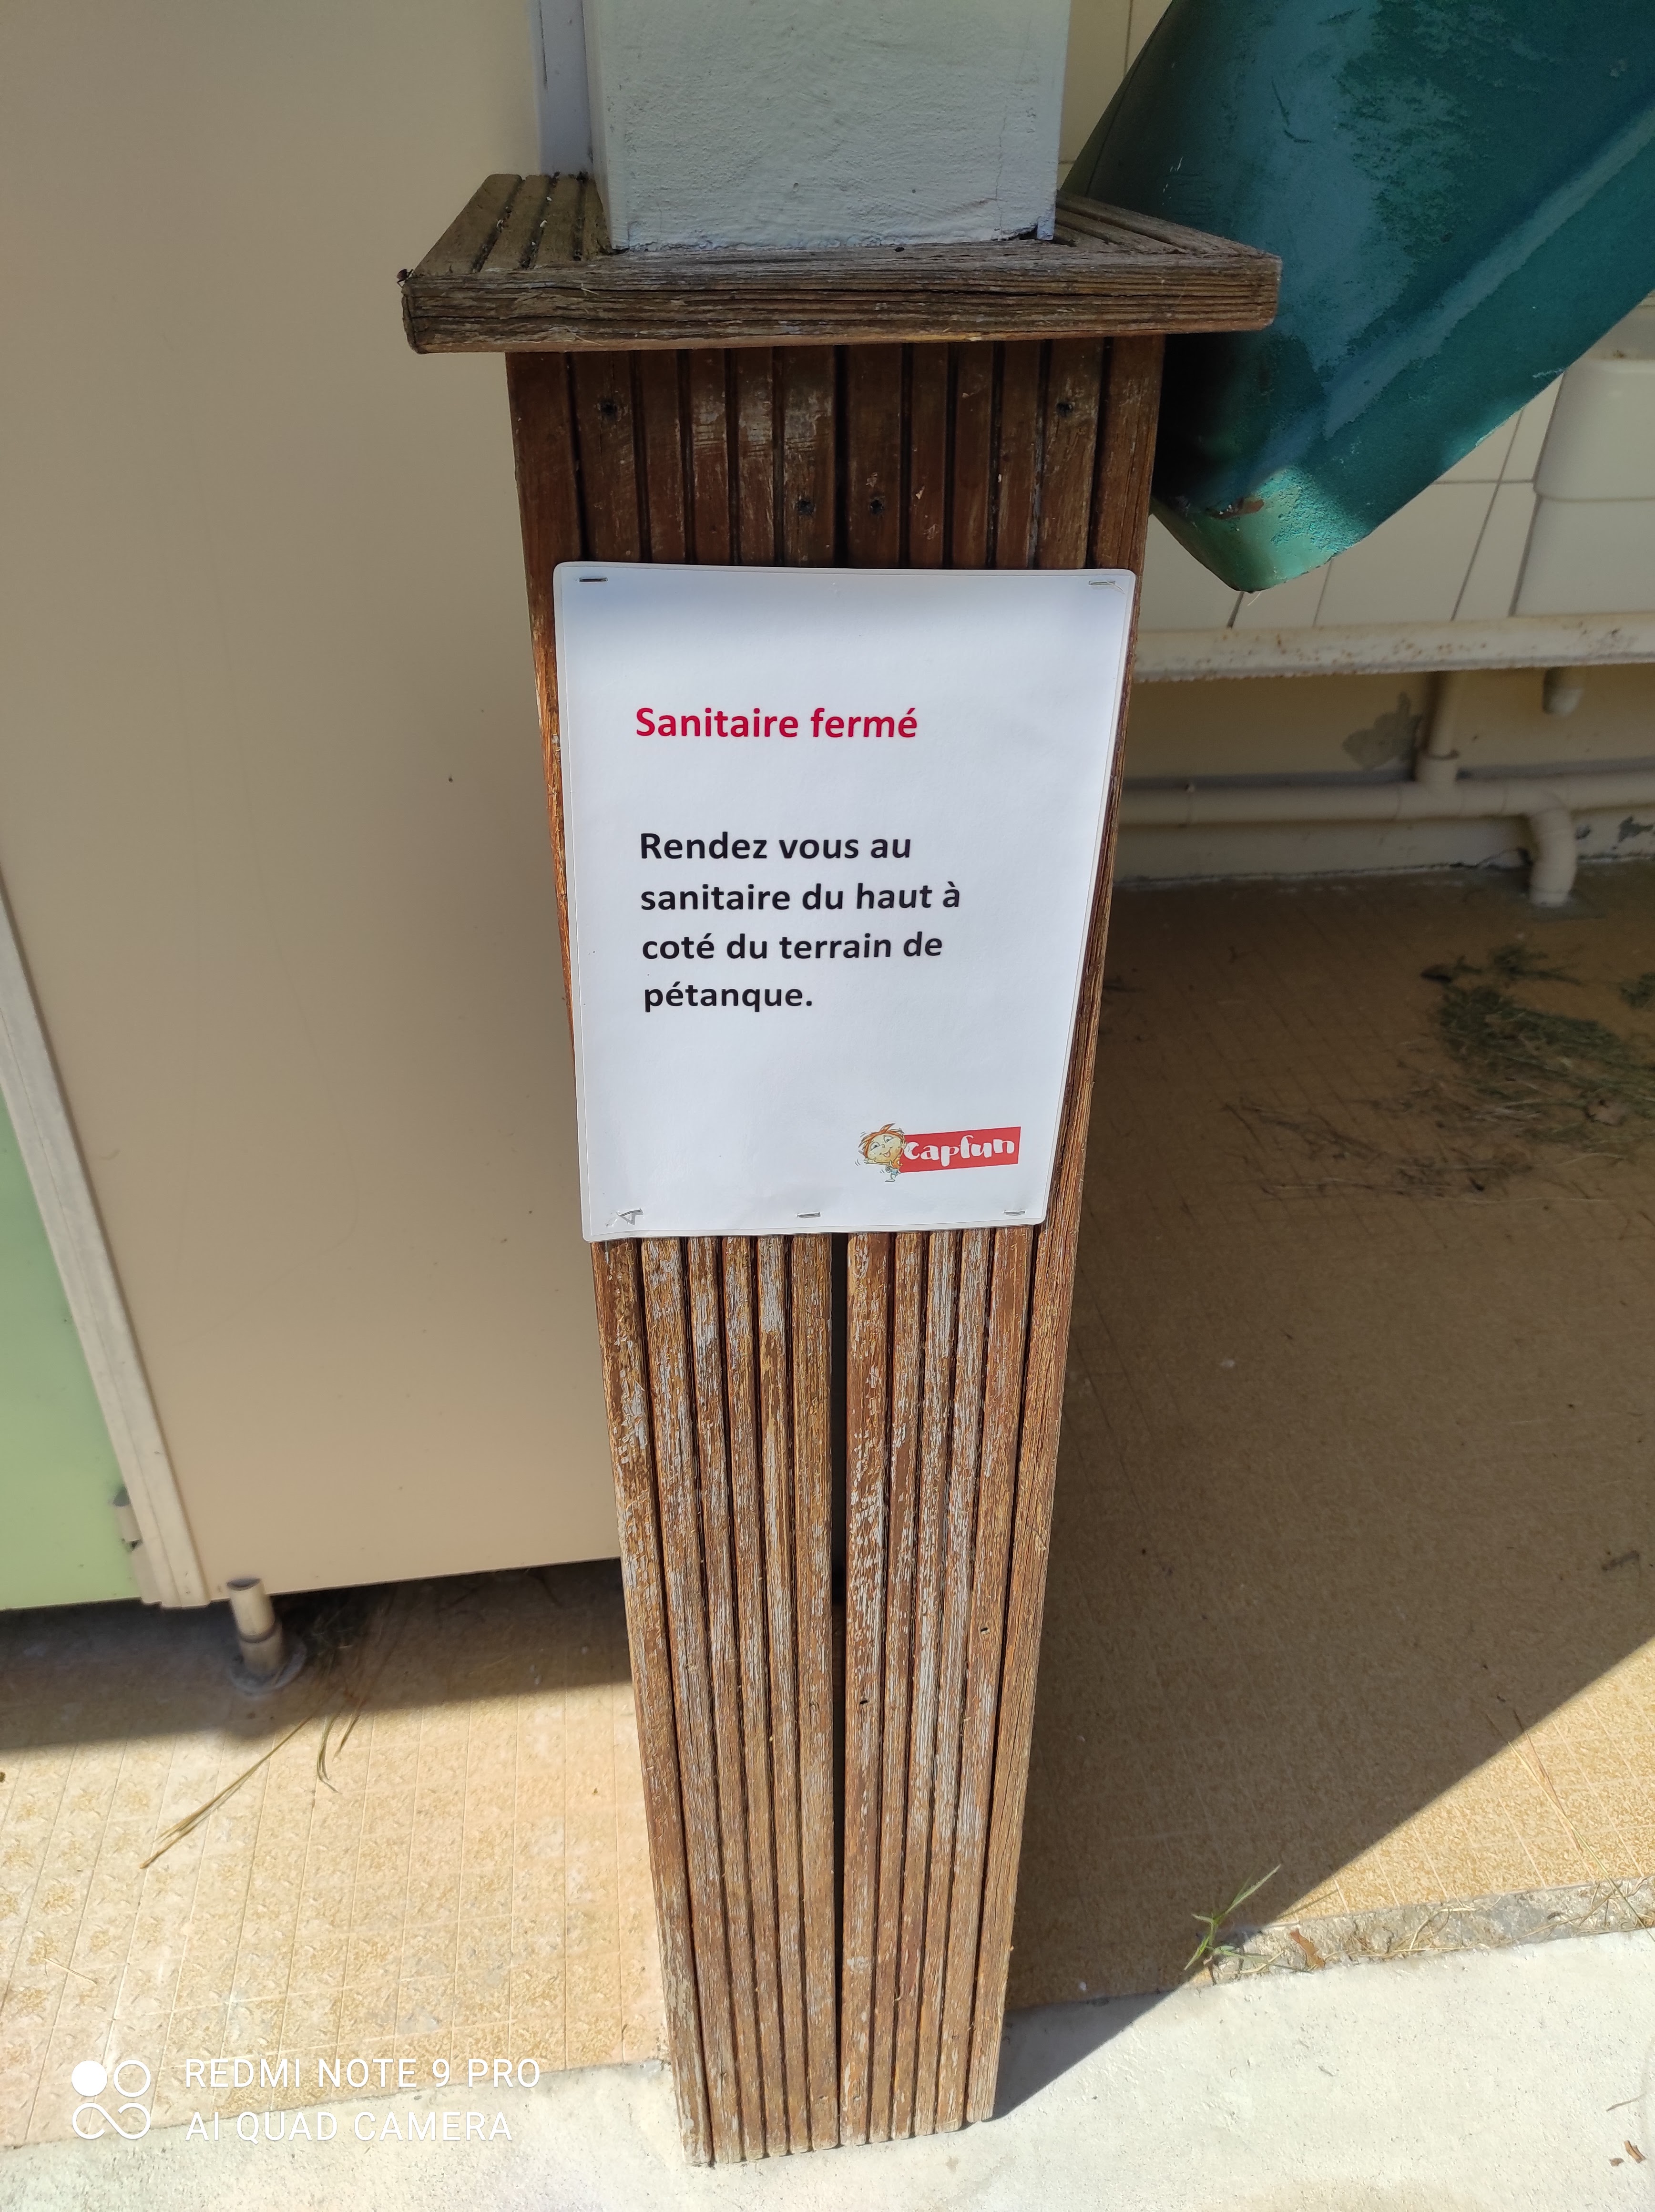 Sanitaire fermé
Rendez vous au
sanitaire du haut à
coté du terrain de
pétanque.
capfun
REDMI NOTE 9 PRO
AI QUAD CAMERA